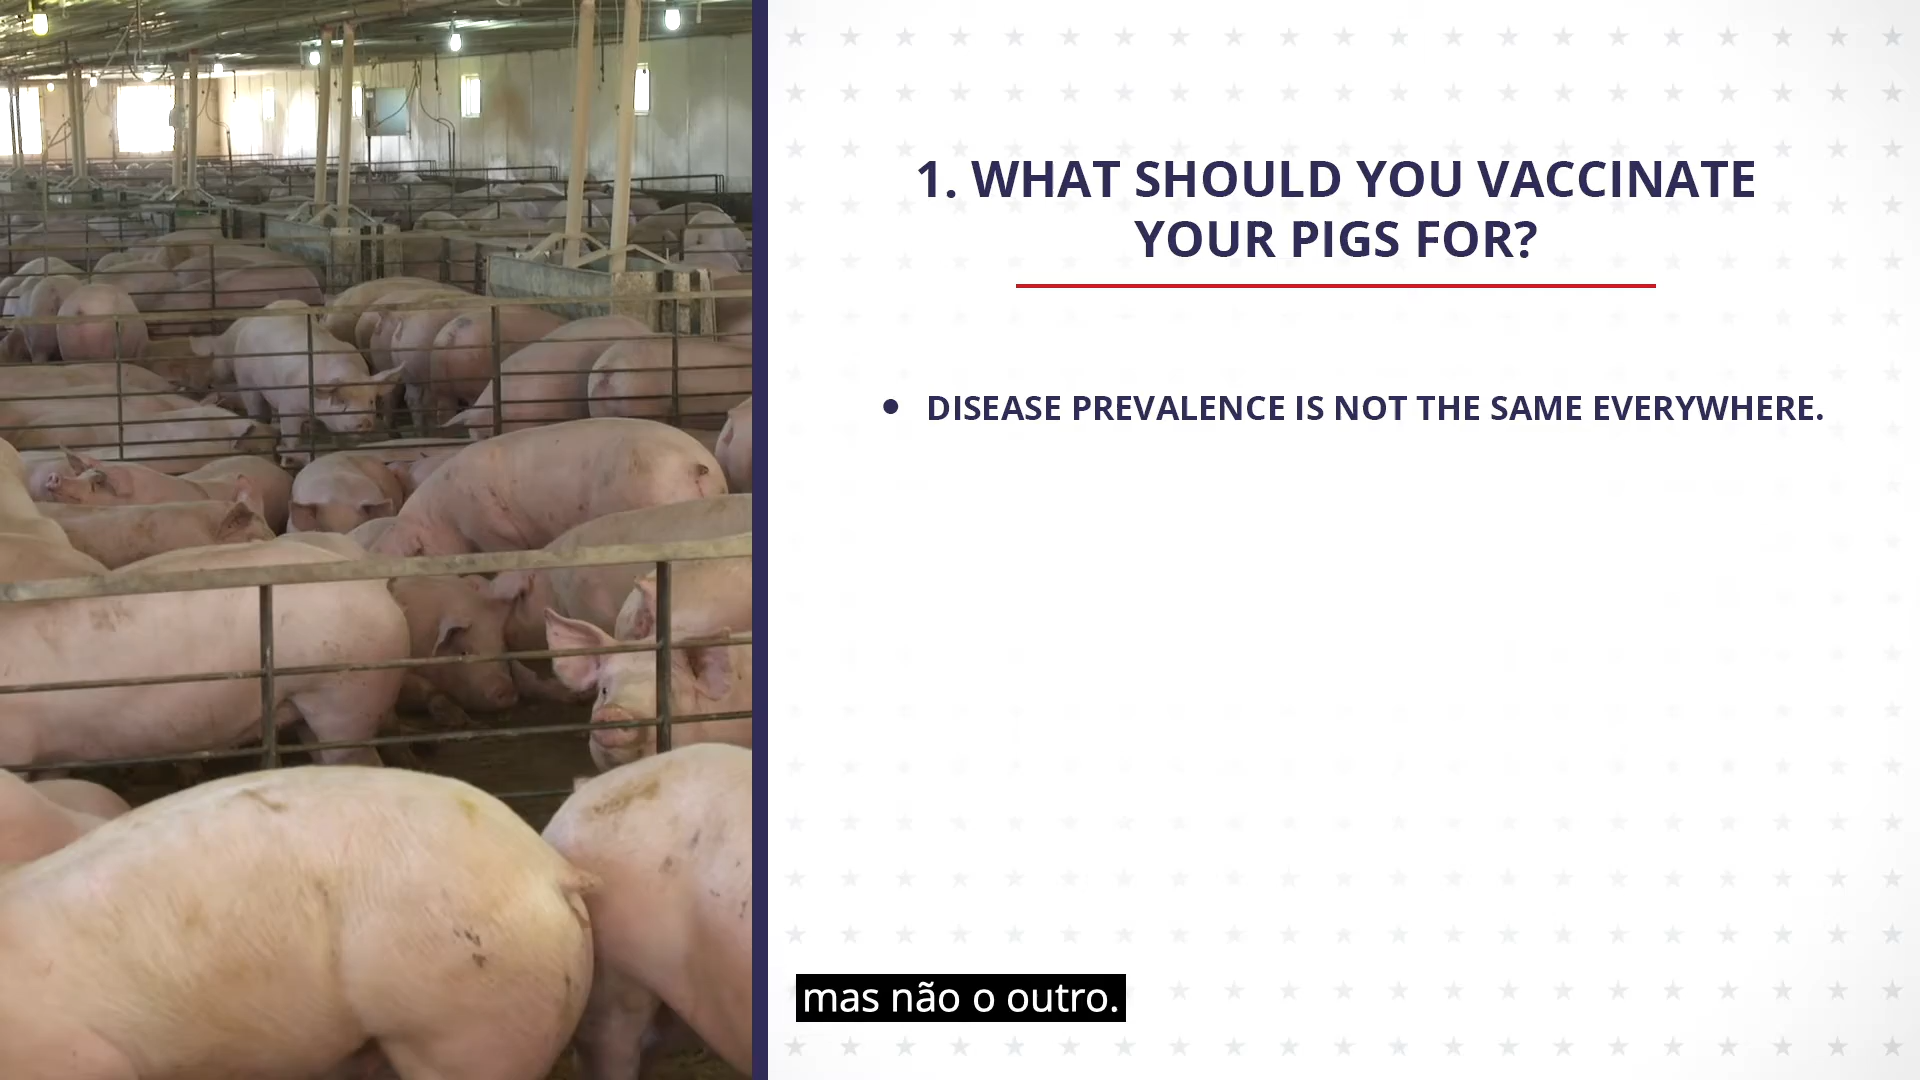 1. WHAT SHOULD YOU VACCINATE
YOUR PIGS FOR?
• DISEASE PREVALENCE IS NOT THE SAME EVERYWHERE.
mas não o outro.